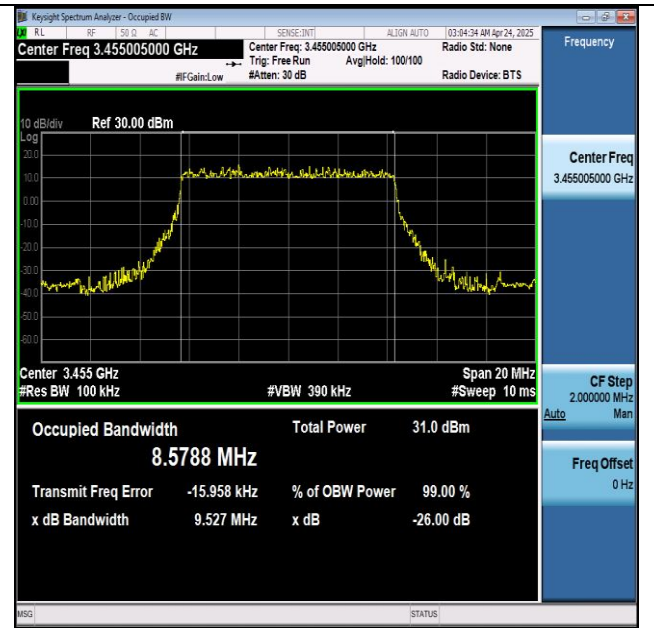 Keysight Spectrum Analyzer - Occupied BW
RL RF 50 Ω AC SENSE:INT ALIGN AUTO 03:04:34 AM Apr 24, 2025
Center Freq 3.455005000 GHz
Center Freq: 3.455005000 GHz
Radio Std: None
Trig: Free Run Avg|Hold: 100/100
#IFGain:Low #Atten: 30 dB Radio Device: BTS
Frequency
10 dB/div Ref 30.00 dBm
Log
20.0
10.0
0.00
-10.0
-20.0
-30.0
-40.0
-50.0
-60.0
Center 3.455 GHz Span 20 MHz
#Res BW 100 kHz #VBW 390 kHz #Sweep 10 ms
Occupied Bandwidth Total Power 31.0 dBm
8.5788 MHz
Transmit Freq Error -15.958 kHz % of OBW Power 99.00 %
x dB Bandwidth 9.527 MHz x dB -26.00 dB
Center Freq
3.455005000 GHz
CF Step
2.000000 MHz
Auto Man
Freq Offset
0 Hz
MSG STATUS